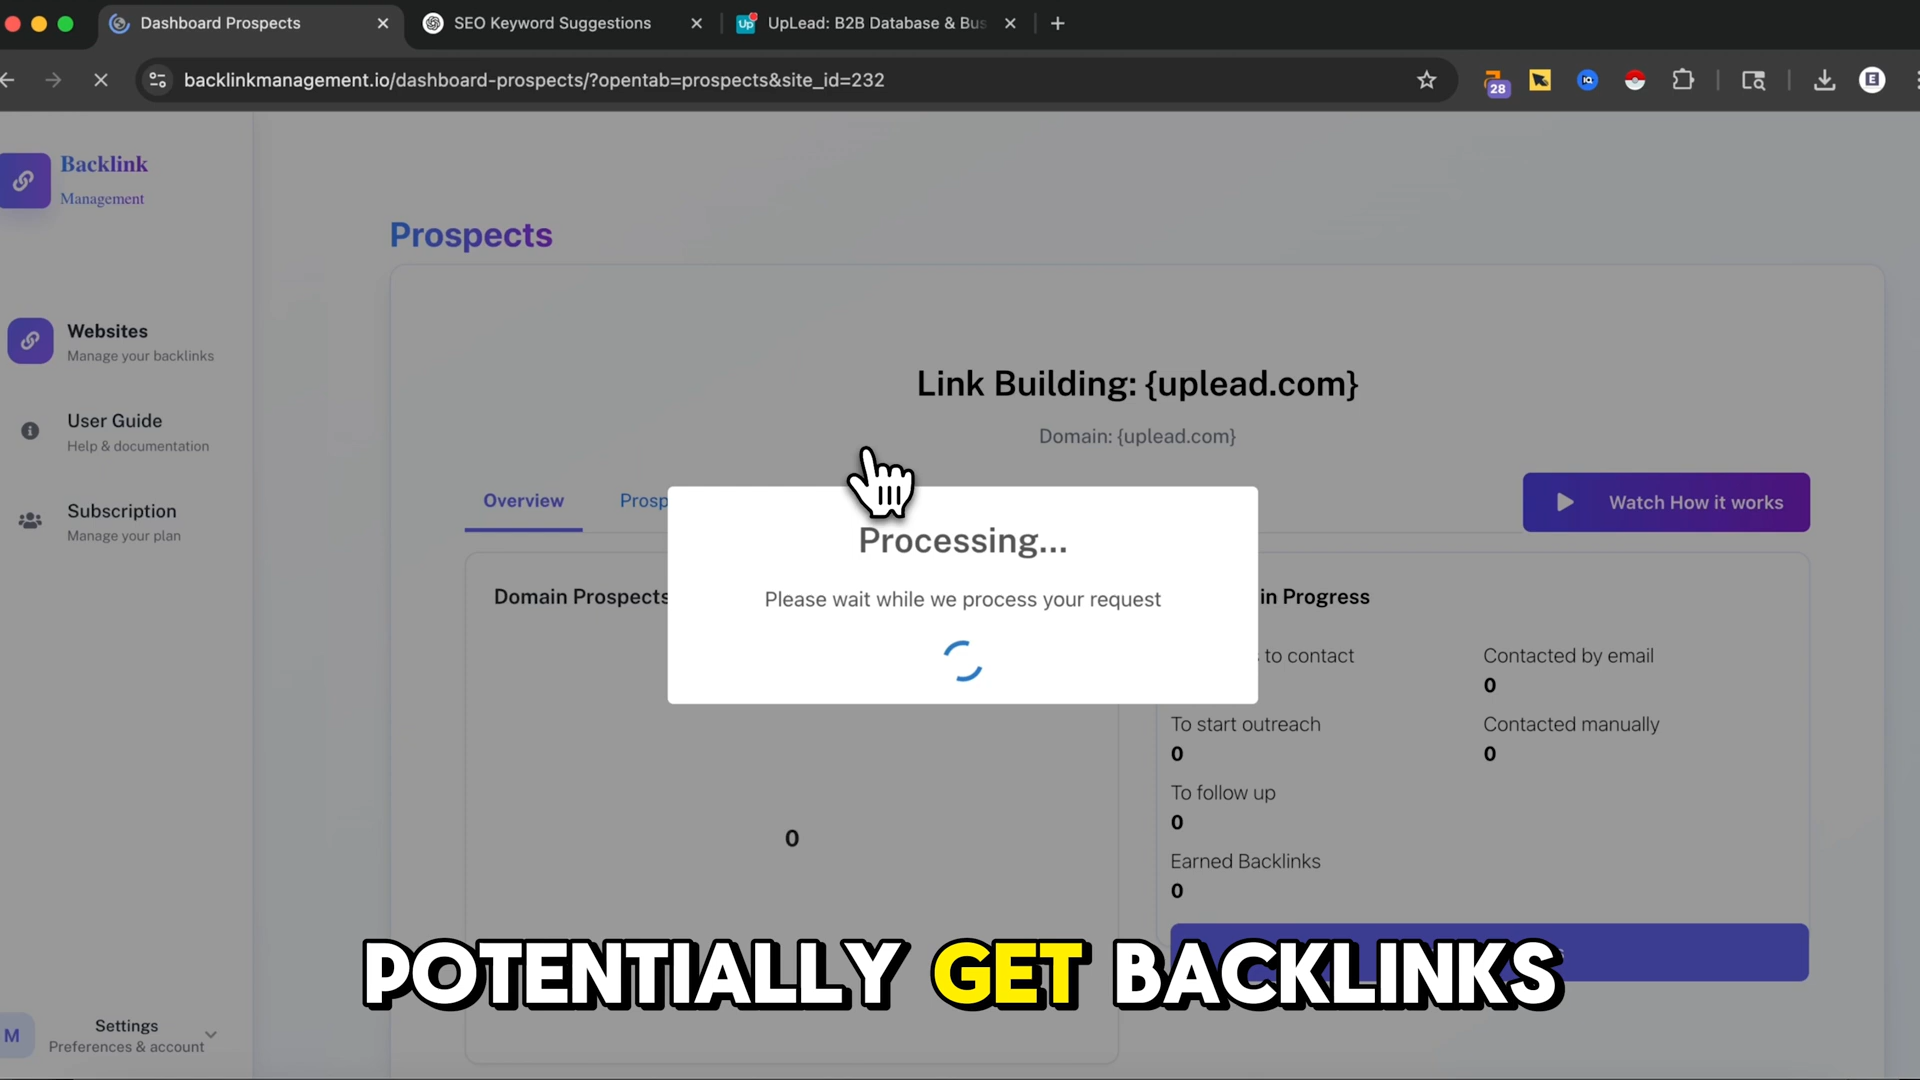 Dashboard Prospects
SEO Keyword Suggestions
Up
UpLead: B2B Database & Bus
backlinkmanagement.io/dashboard-prospects/?opentab=prospects&site_id=232
28
IQ
E
Backlink
Management
Websites
Manage your backlinks
User Guide
Help & documentation
Subscription
Manage your plan
M
Settings
Preferences & account
Prospects
Link Building: {uplead.com}
Domain: {uplead.com}
Overview
Prosp
Watch How it works
Processing...
Please wait while we process your request
Domain Prospects
0
in Progress
to contact
Contacted by email
0
To start outreach
0
Contacted manually
0
To follow up
0
Earned Backlinks
0
POTENTIALLY GET BACKLINKS